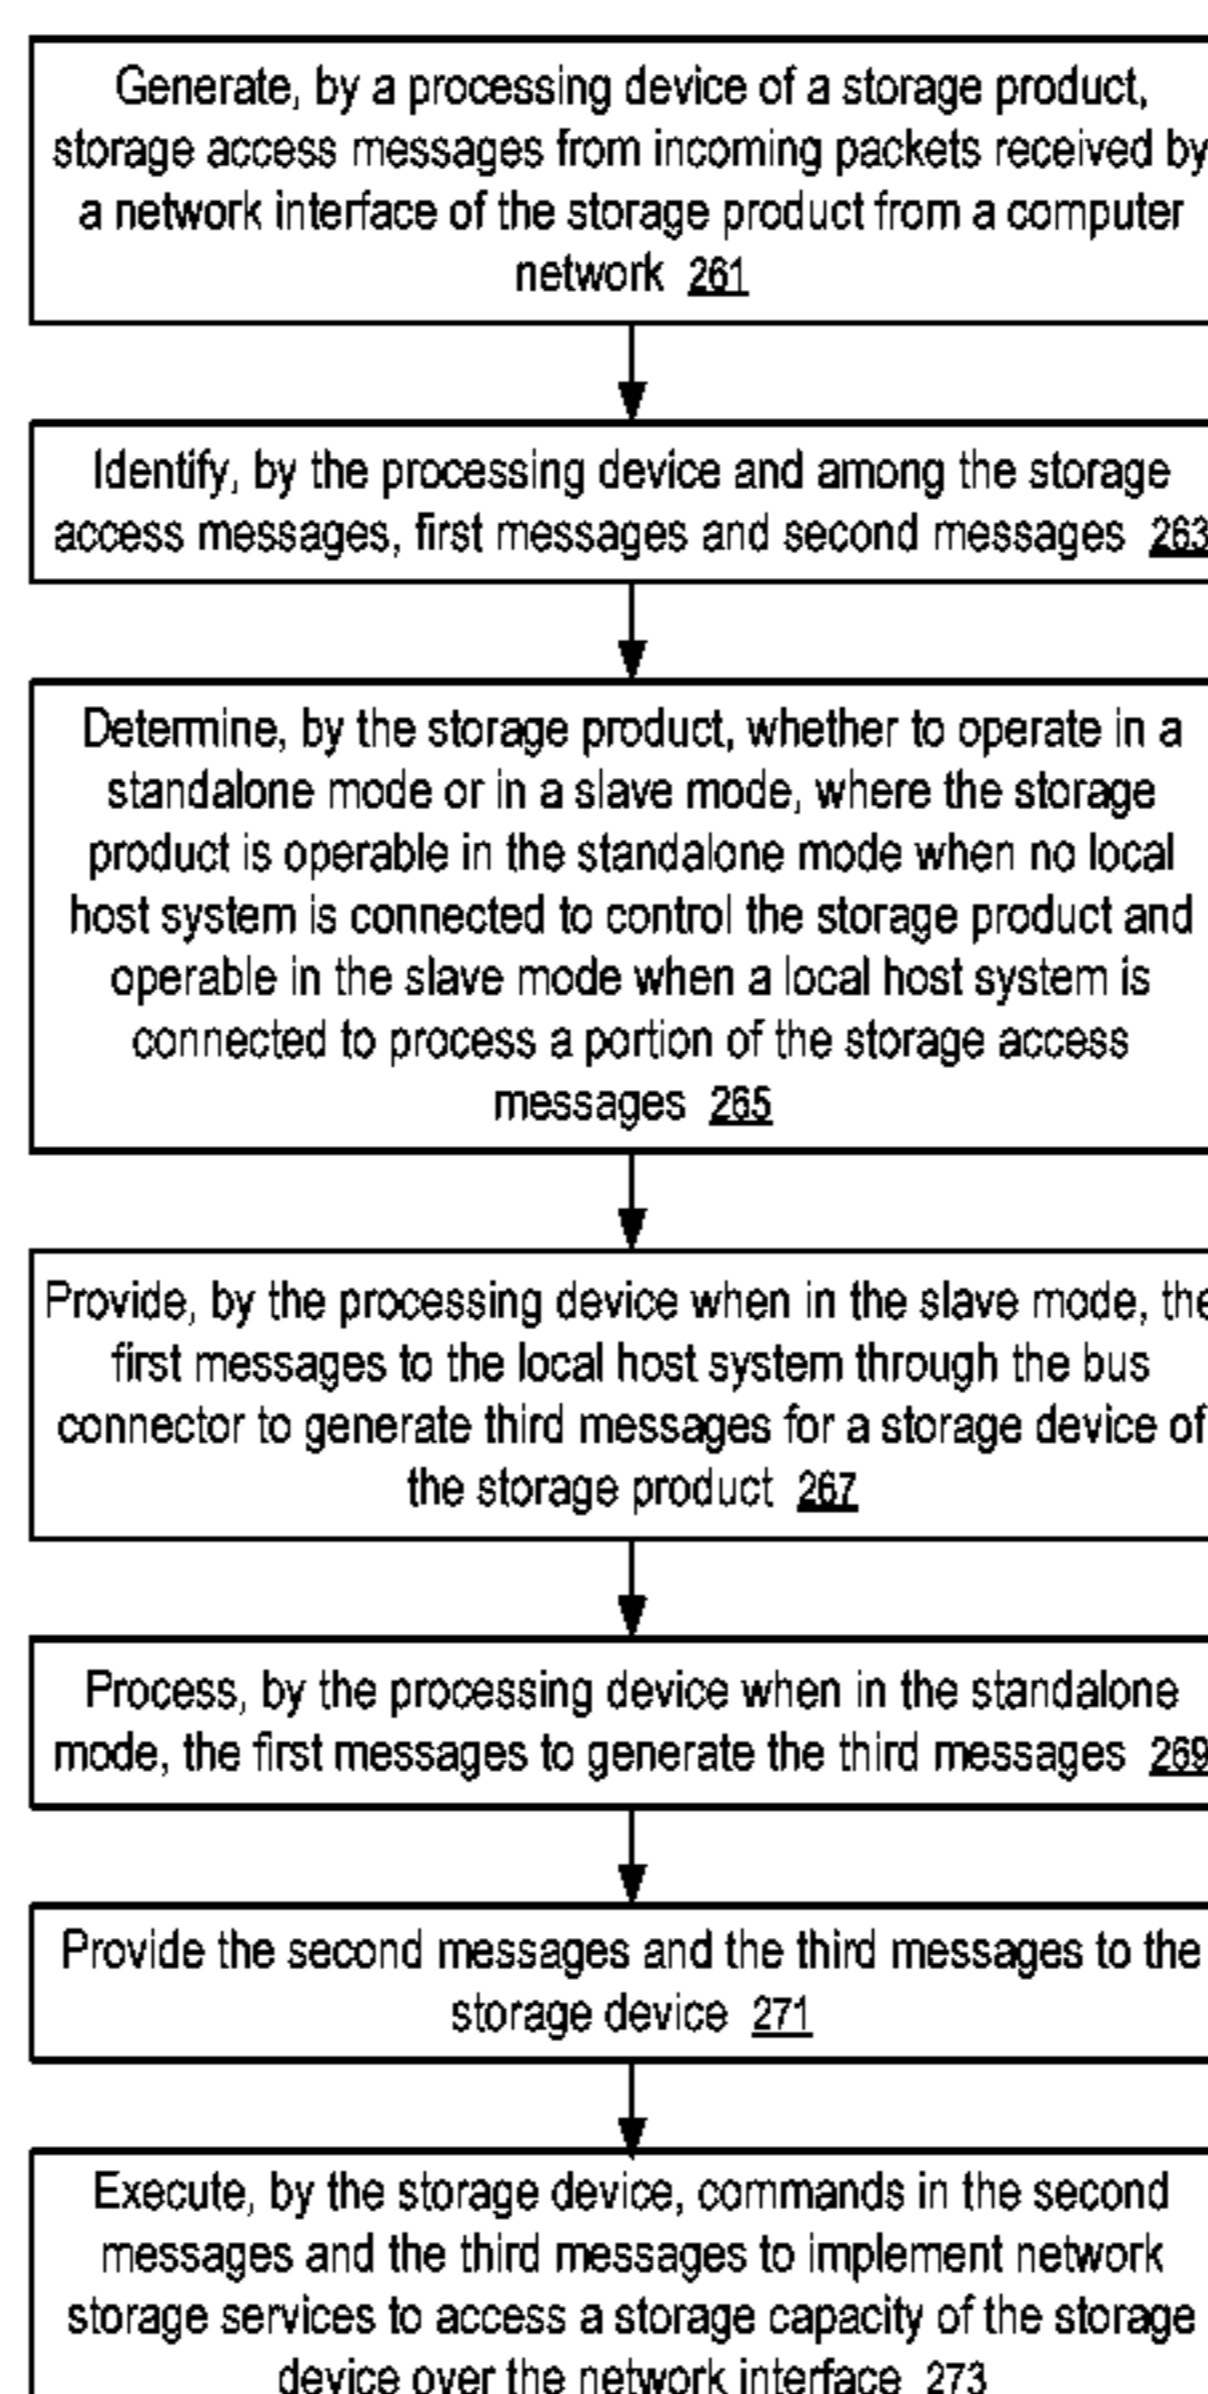 Generate, by a processing device of a storage product,
storage access messages from incoming packets received by
a network interface of the storage product from a computer
network 261
Identify, by the processing device and among the storage
access messages, first messages and second messages 263
Determine, by the storage product, whether to operate in a
standalone mode or in a slave mode, where the storage
product is operable in the standalone mode when no local
host system is connected to control the storage product and
operable in the slave mode when a local host system is
connected to process a portion of the storage access
messages 265
Provide, by the processing device when in the slave mode, the
first messages to the local host system through the bus
connector to generate third messages for a storage device of
the storage product 267
Process, by the processing device when in the standalone
mode, the first messages to generate the third messages 269
Provide the second messages and the third messages to the
storage device 271
Execute, by the storage device, commands in the second
messages and the third messages to implement network
storage services to access a storage capacity of the storage
device over the network interface 273